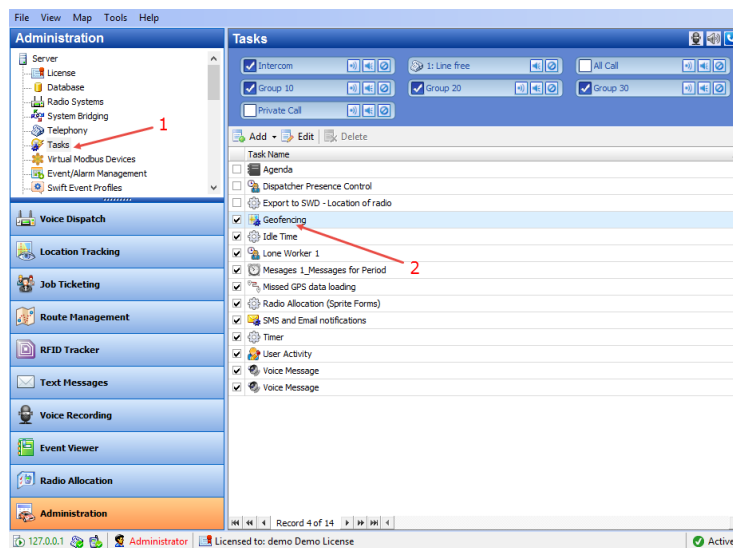 File View Map Tools Help
Administration
Server
License
Database
Radio Systems
System Bridging
Telephony
Tasks
Virtual Modbus Devices
Event/Alarm Management
Swift Event Profiles
1
Voice Dispatch
Location Tracking
Job Ticketing
Route Management
RFID Tracker
Text Messages
Voice Recording
Event Viewer
Radio Allocation
Administration
Tasks
Intercom 1: Line free All Call
Group 10 Group 20 Group 30
Private Call
Add Edit Delete
Task Name
Agenda
Dispatcher Presence Control
Export to SWD - Location of radio
Geofencing
Idle Time
Lone Worker 1
2
Mesages 1_Messages for Period
Missed GPS data loading
Radio Allocation (Sprite Forms)
SMS and Email notifications
Timer
User Activity
Voice Message
Voice Message
Record 4 of 14
127.0.0.1 Administrator Licensed to: demo Demo License Active